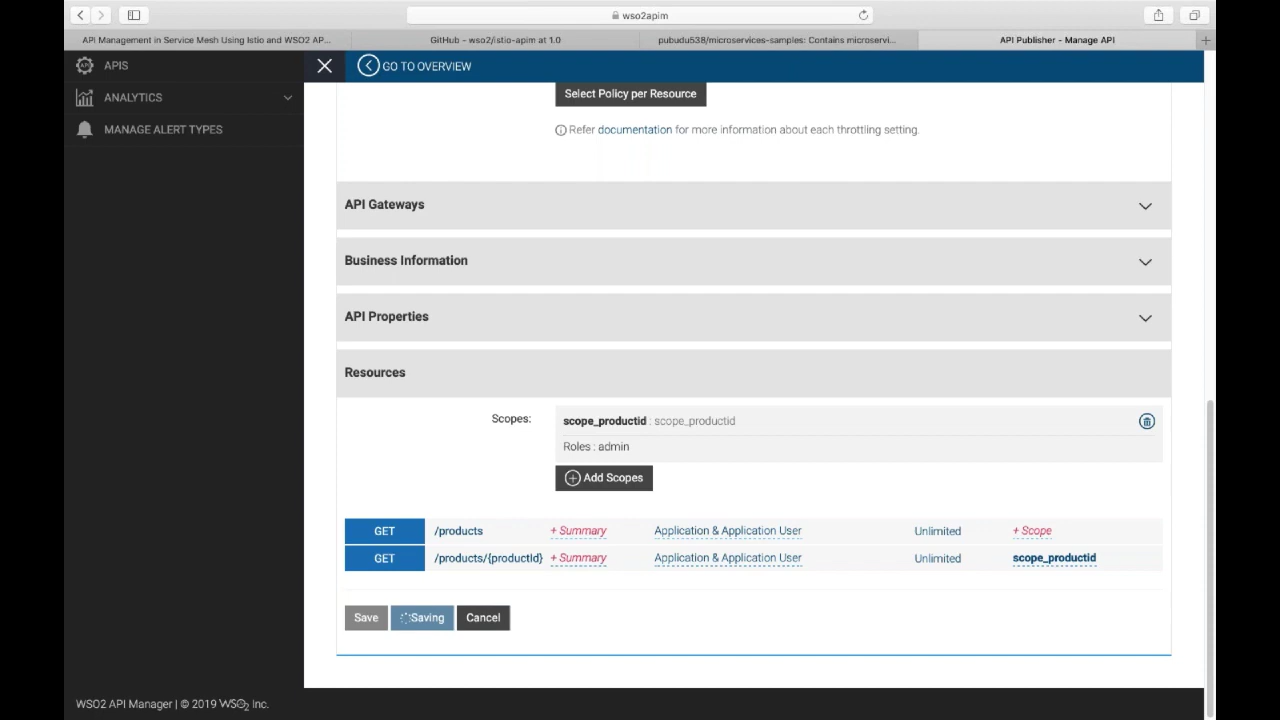 wso2apim
API Management in Service Mesh Using Istio and WSO2 AP...
GitHub - wso2/istio-apim at 1.0
pubudu538/microservices-samples: Contains microservi...
API Publisher - Manage API
APIS
GO TO OVERVIEW
ANALYTICS
MANAGE ALERT TYPES
Select Policy per Resource
Refer documentation for more information about each throttling setting.
API Gateways
Business Information
API Properties
Resources
Scopes:
scope_productid : scope_productid
Roles : admin
Add Scopes
GET /products + Summary Application & Application User Unlimited + Scope
GET /products/{productId} + Summary Application & Application User Unlimited scope_productid
Save Saving Cancel
WSO2 API Manager | © 2019 WSO2 Inc.